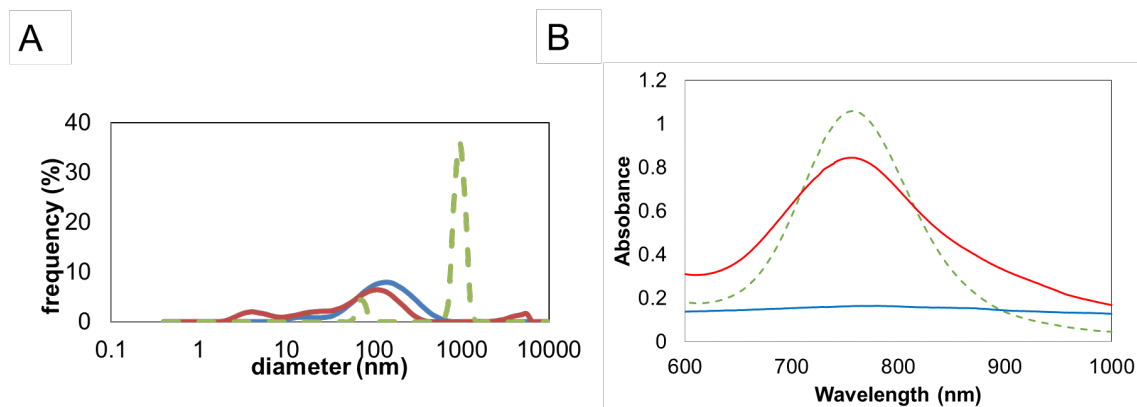 A
B
40
30
20
10
0
frequency (%)
0.1 1 10 100 1000 10000
diameter (nm)
1.2
1
0.8
0.6
0.4
0.2
0
Absobance
600 700 800 900 1000
Wavelength (nm)